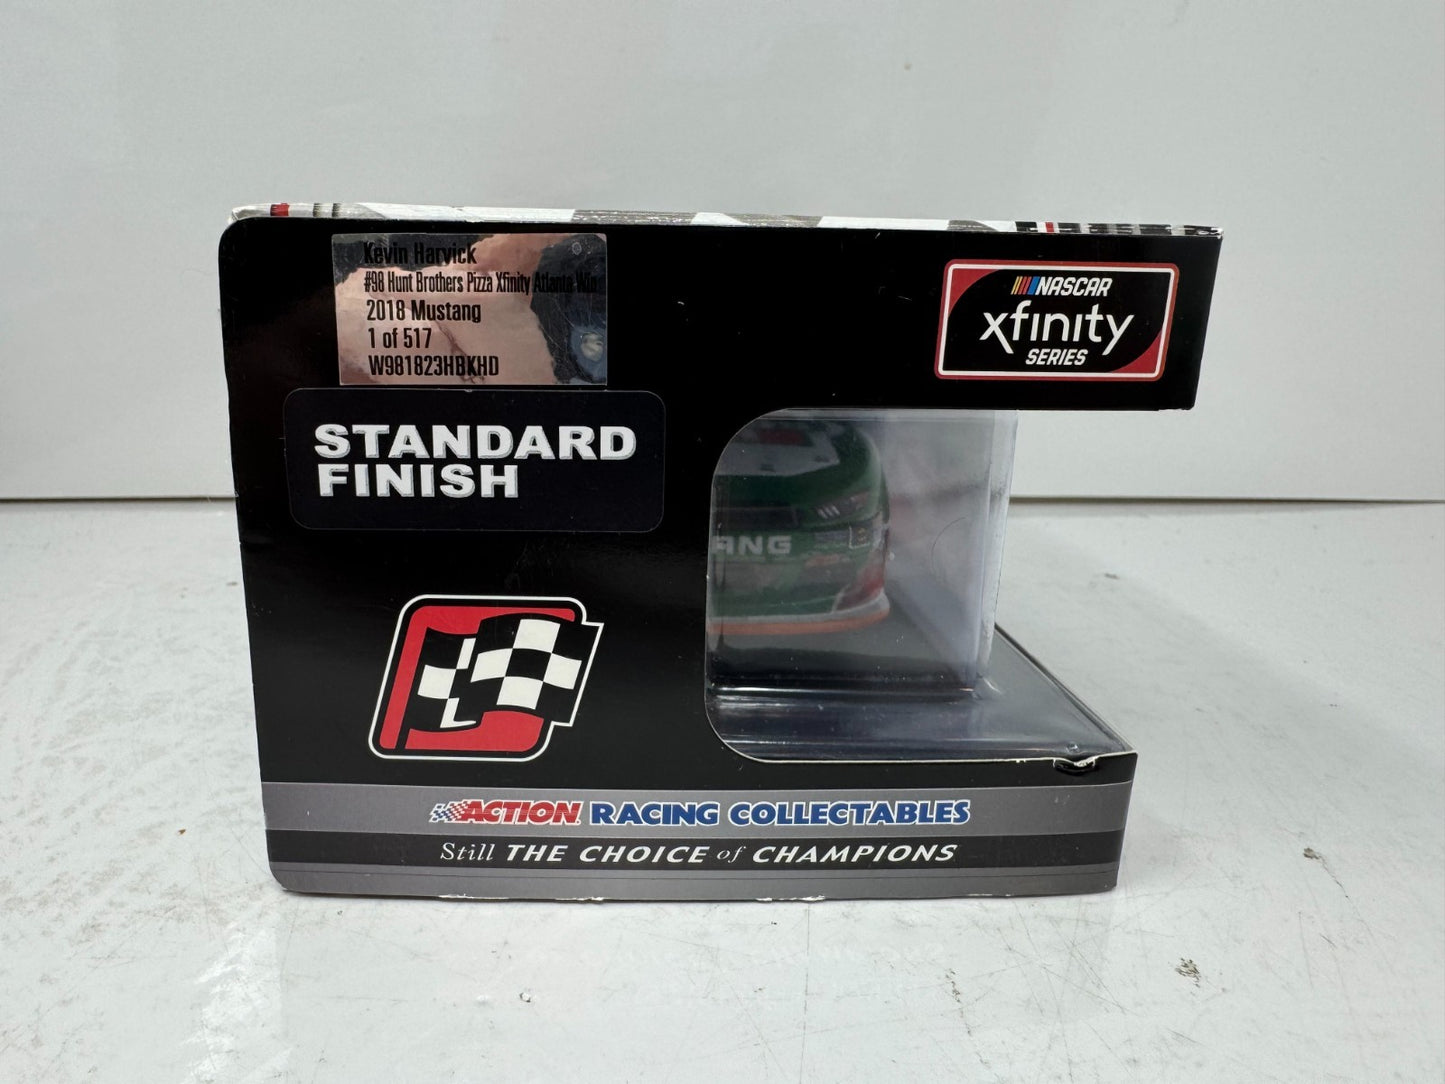 Kevin Harvick
#98 Hunt Brothers Pizza Xfinity Atlanta Win
2018 Mustang
1 of 517
W981823HBKHD
NASCAR
xfinity
SERIES
STANDARD
FINISH
ANG
ACTION RACING COLLECTABLES
Still THE CHOICE of CHAMPIONS